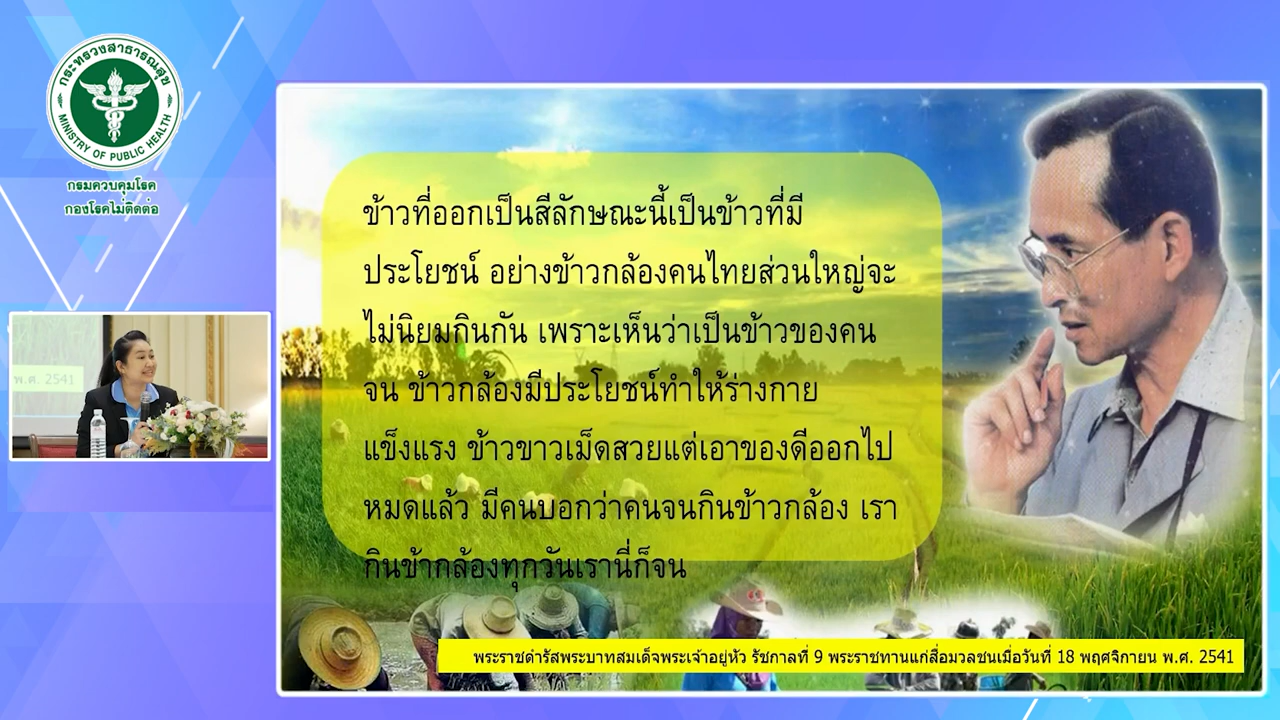 กระทรวงสาธารณสุข
MINISTRY OF PUBLIC HEALTH
กรมควบคุมโรค
กองโรคไม่ติดต่อ
พ.ศ. 2541
ข้าวที่ออกเป็นสีลักษณะนี้เป็นข้าวที่มี
ประโยชน์ อย่างข้าวกล้องคนไทยส่วนใหญ่จะ
ไม่นิยมกินกัน เพราะเห็นว่าเป็นข้าวของคน
จน ข้าวกล้องมีประโยชน์ทำให้ร่างกาย
แข็งแรง ข้าวขาวเม็ดสวยแต่เอาของดีออกไป
หมดแล้ว มีคนบอกว่าคนจนกินข้าวกล้อง เรา
กินข้ากล้องทุกวันเรานี่ก็จน
พระราชดำรัสพระบาทสมเด็จพระเจ้าอยู่หัว รัชกาลที่ 9 พระราชทานแก่สื่อมวลชนเมื่อวันที่ 18 พฤศจิกายน พ.ศ. 2541